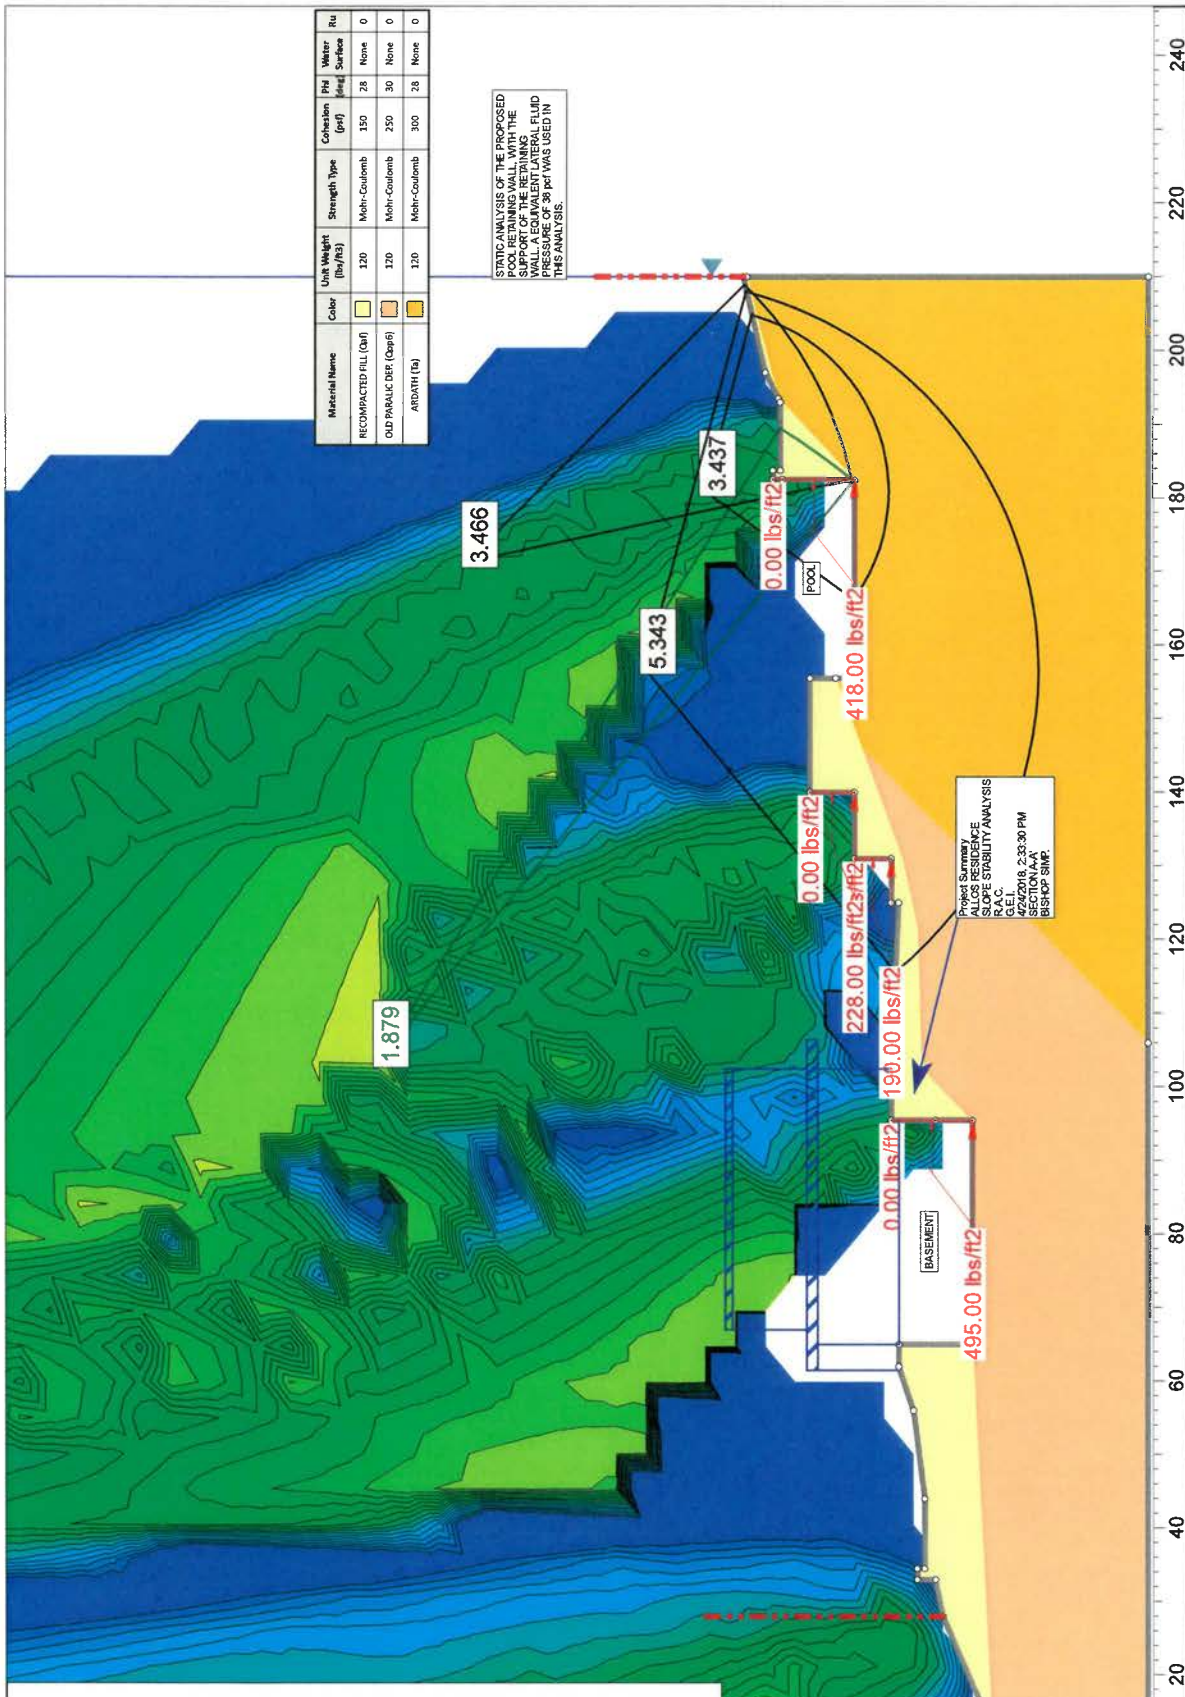 Material Name Color Unit Weight (lbs/ft3) Strength Type Cohesion (psf) Phi (deg) Water Surface Ru
RECOMPACTED FILL (Qaf) 120 Mohr-Coulomb 150 28 None 0
OLD PARALIC DEP. (Qop6) 120 Mohr-Coulomb 250 30 None 0
ARDATH (Ta) 120 Mohr-Coulomb 300 28 None 0
STATIC ANALYSIS OF THE PROPOSED
POOL RETAINING WALL, WITH THE
SUPPORT OF THE RETAINING
WALL. A EQUIVALENT LATERAL FLUID
PRESSURE OF 38 pcf WAS USED IN
THIS ANALYSIS.
1.879
3.466
5.343
3.437
0.00 lbs/ft2
POOL
418.00 lbs/ft2
0.00 lbs/ft2
228.00 lbs/ft2
190.00 lbs/ft2
0.00 lbs/ft2
BASEMENT
495.00 lbs/ft2
Project Summary
ALLOS RESIDENCE
SLOPE STABILITY ANALYSIS
R.A.C.
G.E.I.
4/24/2018, 2:33:30 PM
SECTION A-A'
BISHOP SIMP.
20 40 60 80 100 120 140 160 180 200 220 240